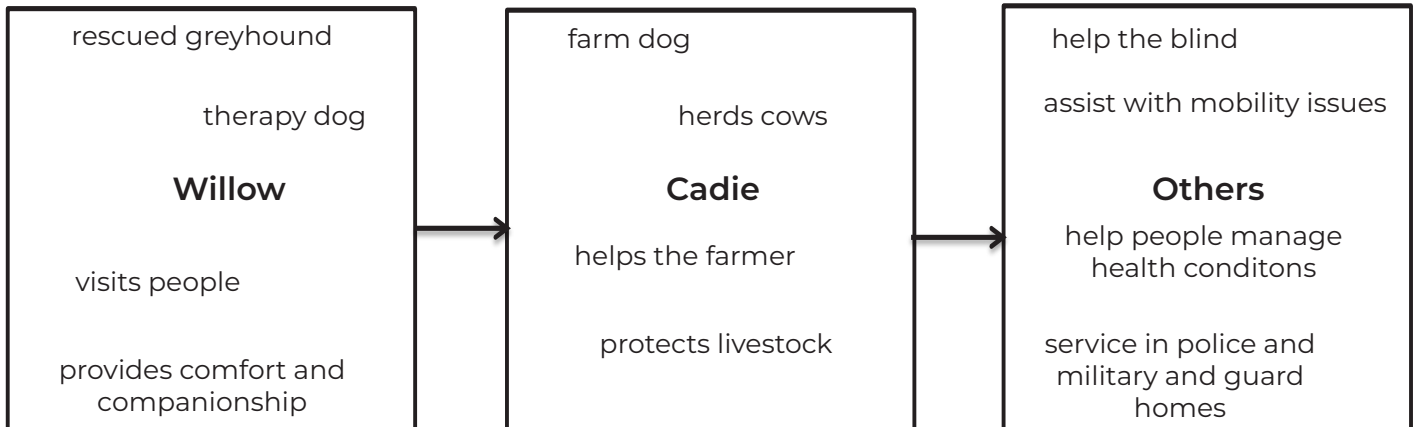 rescued greyhound
therapy dog
Willow
visits people
provides comfort and
companionship
farm dog
herds cows
Cadie
helps the farmer
protects livestock
help the blind
assist with mobility issues
Others
help people manage
health conditons
service in police and
military and guard
homes